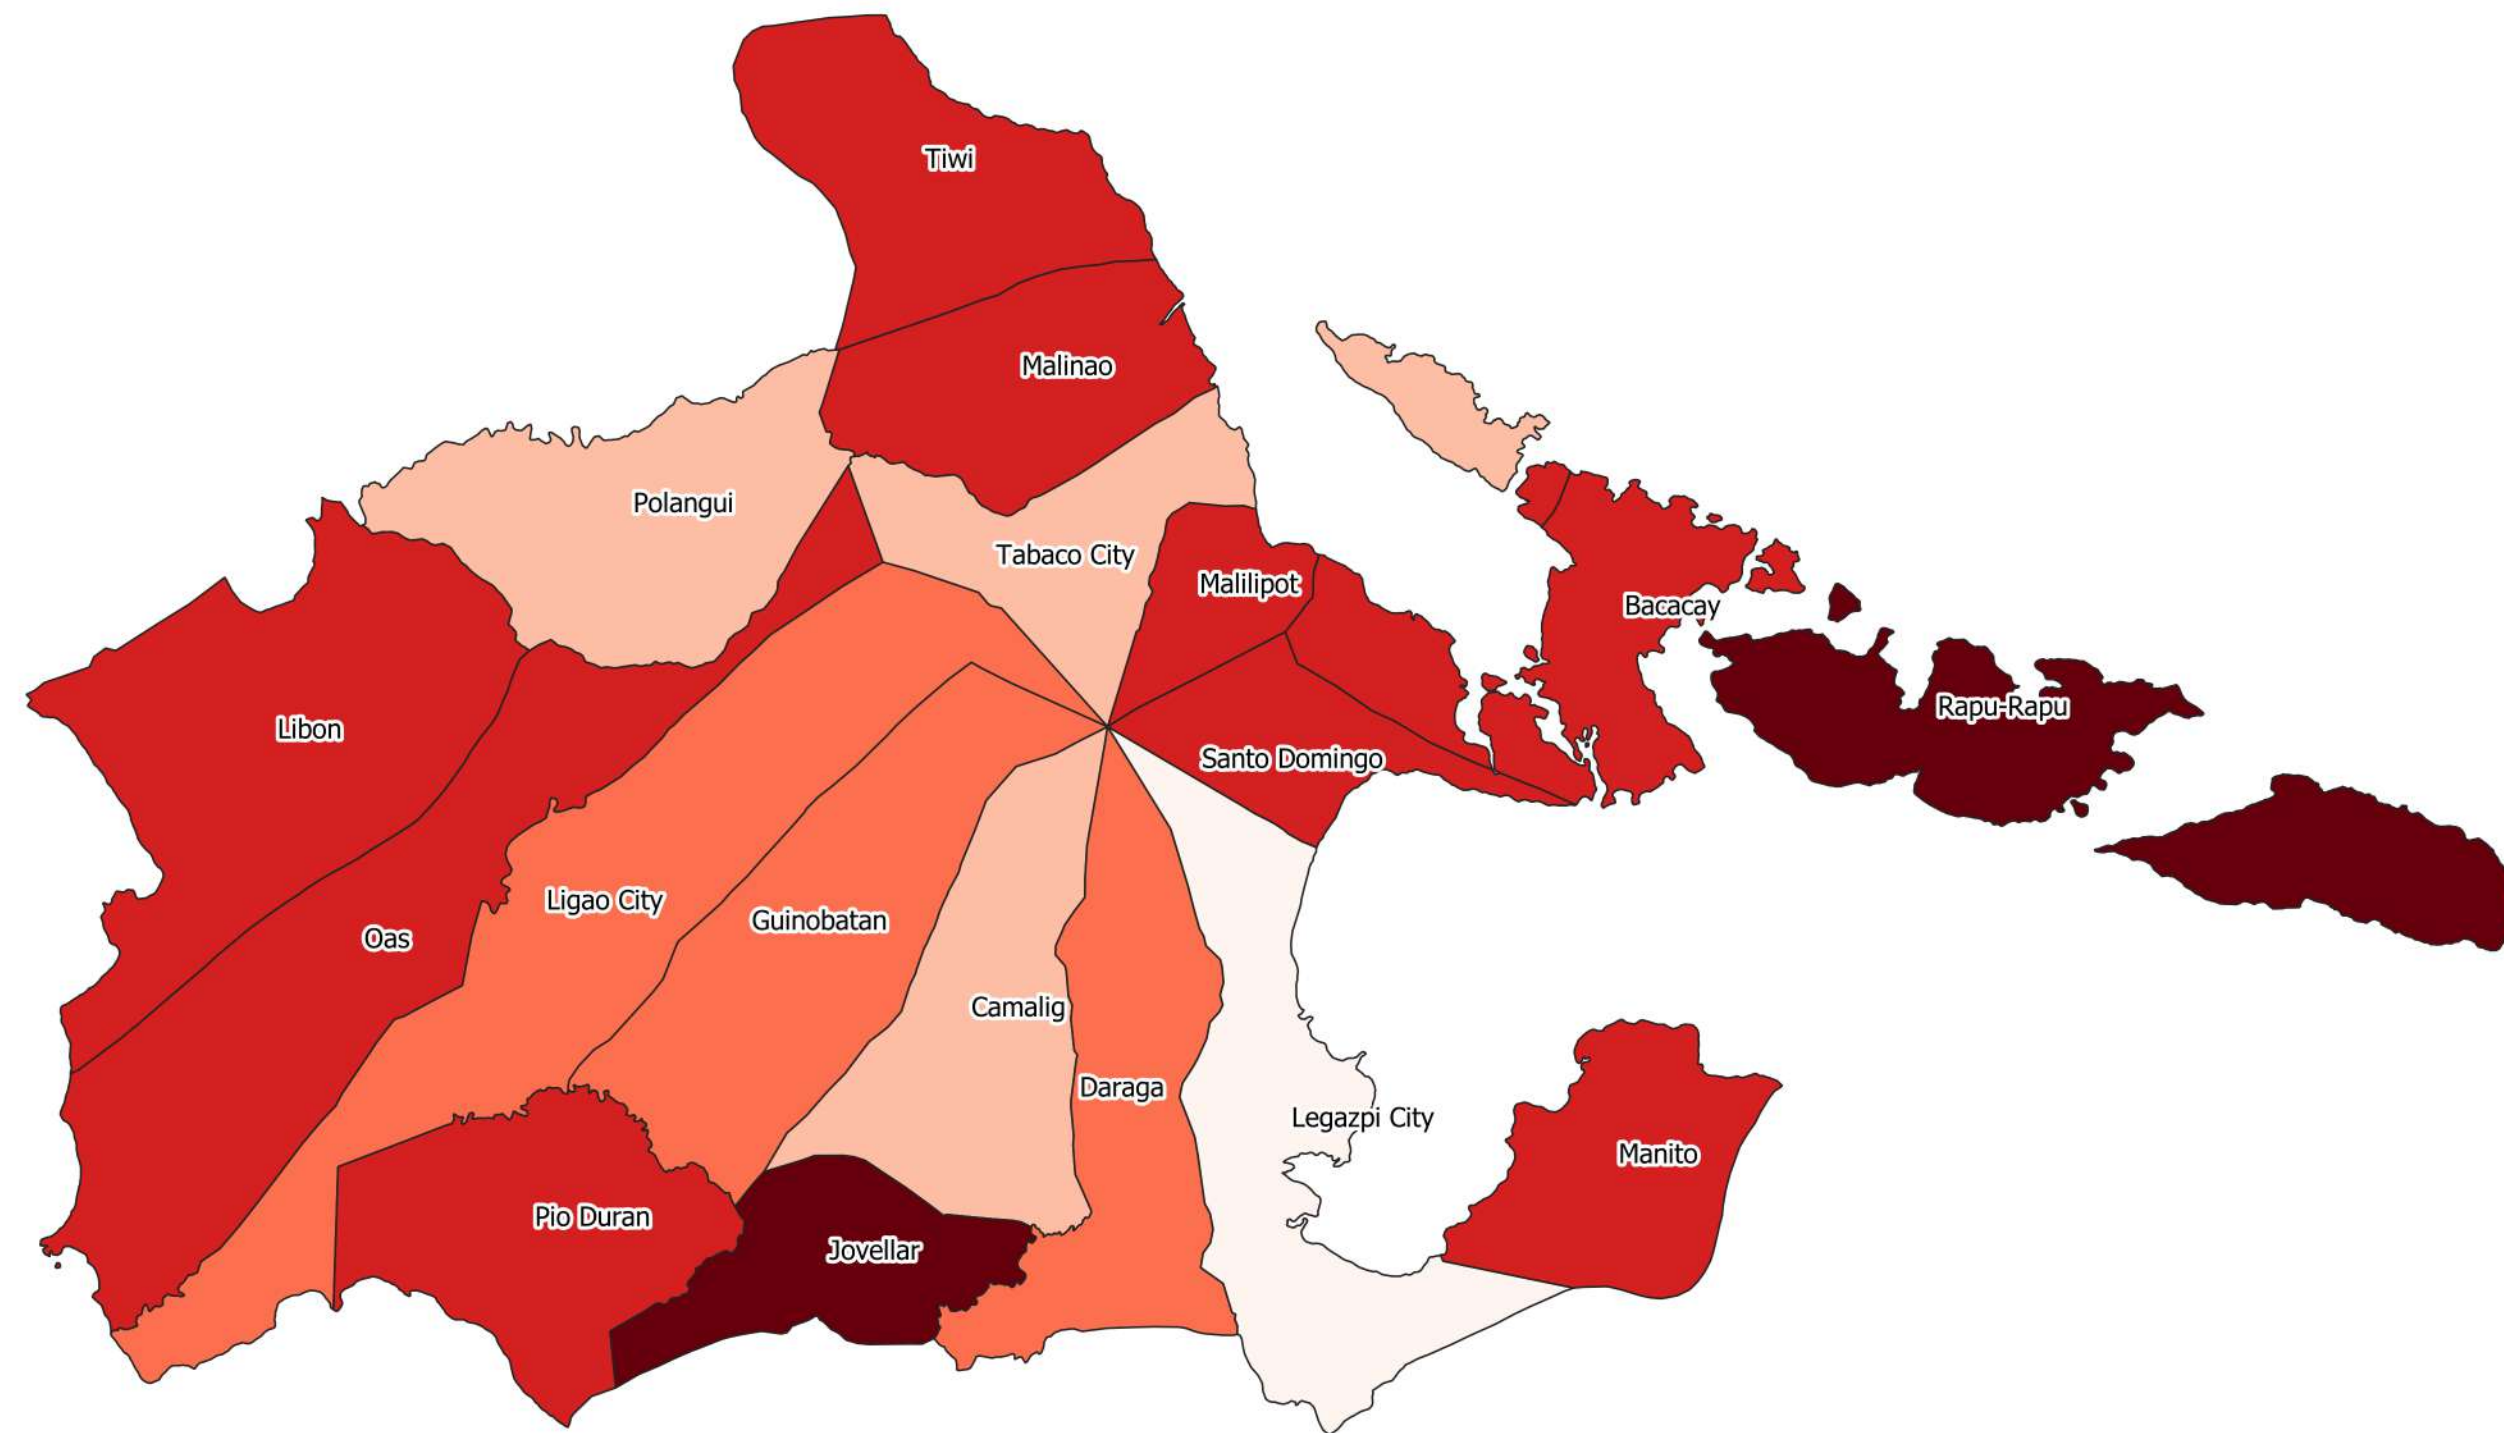 Tiwi
Malinao
Polangui
Tabaco City
Malilipot
Bacacay
Rapu-Rapu
Libon
Santo Domingo
Ligao City
Guinobatan
Oas
Camalig
Daraga
Legazpi City
Manito
Pio Duran
Jovellar